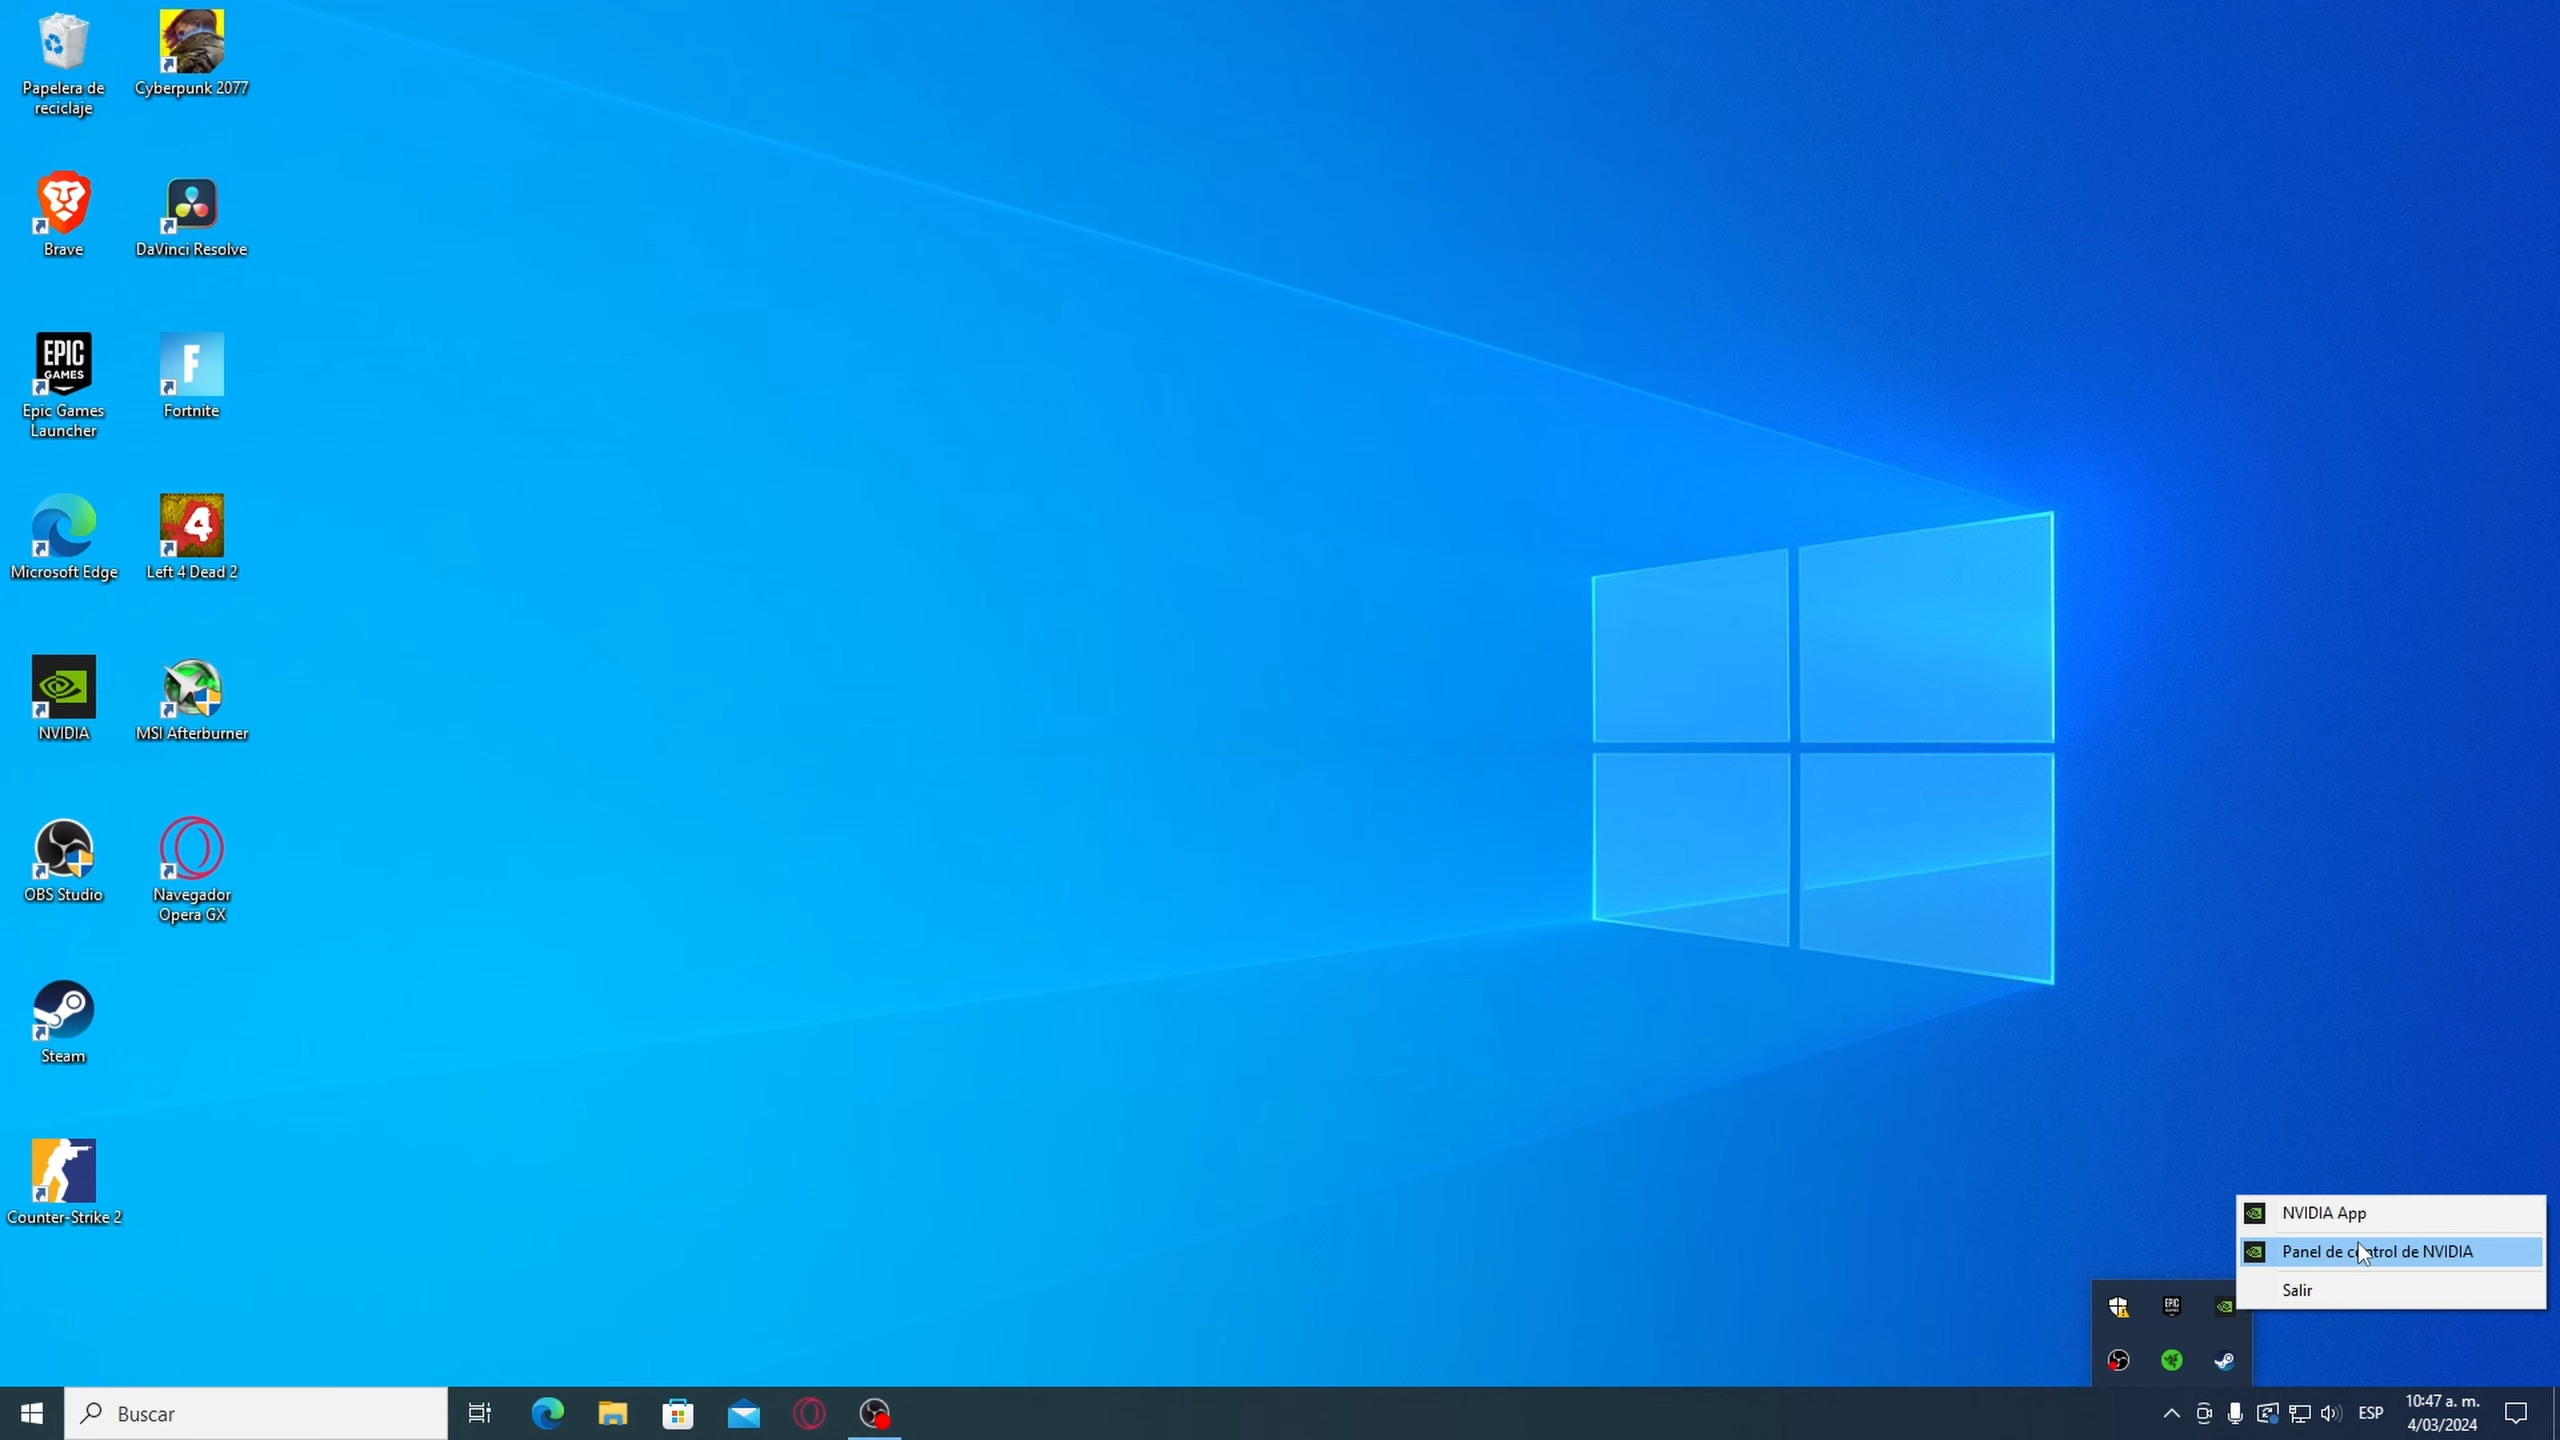 Papelera de
reciclaje
Cyberpunk 2077
Brave
DaVinci Resolve
EPIC
GAMES
Epic Games
Launcher
F
Fortnite
Microsoft Edge
4
Left 4 Dead 2
NVIDIA
MSI Afterburner
OBS Studio
Navegador
Opera GX
Steam
Counter-Strike 2
NVIDIA App
Panel de control de NVIDIA
Salir
EPIC
Buscar
ESP
10:47 a. m.
4/03/2024